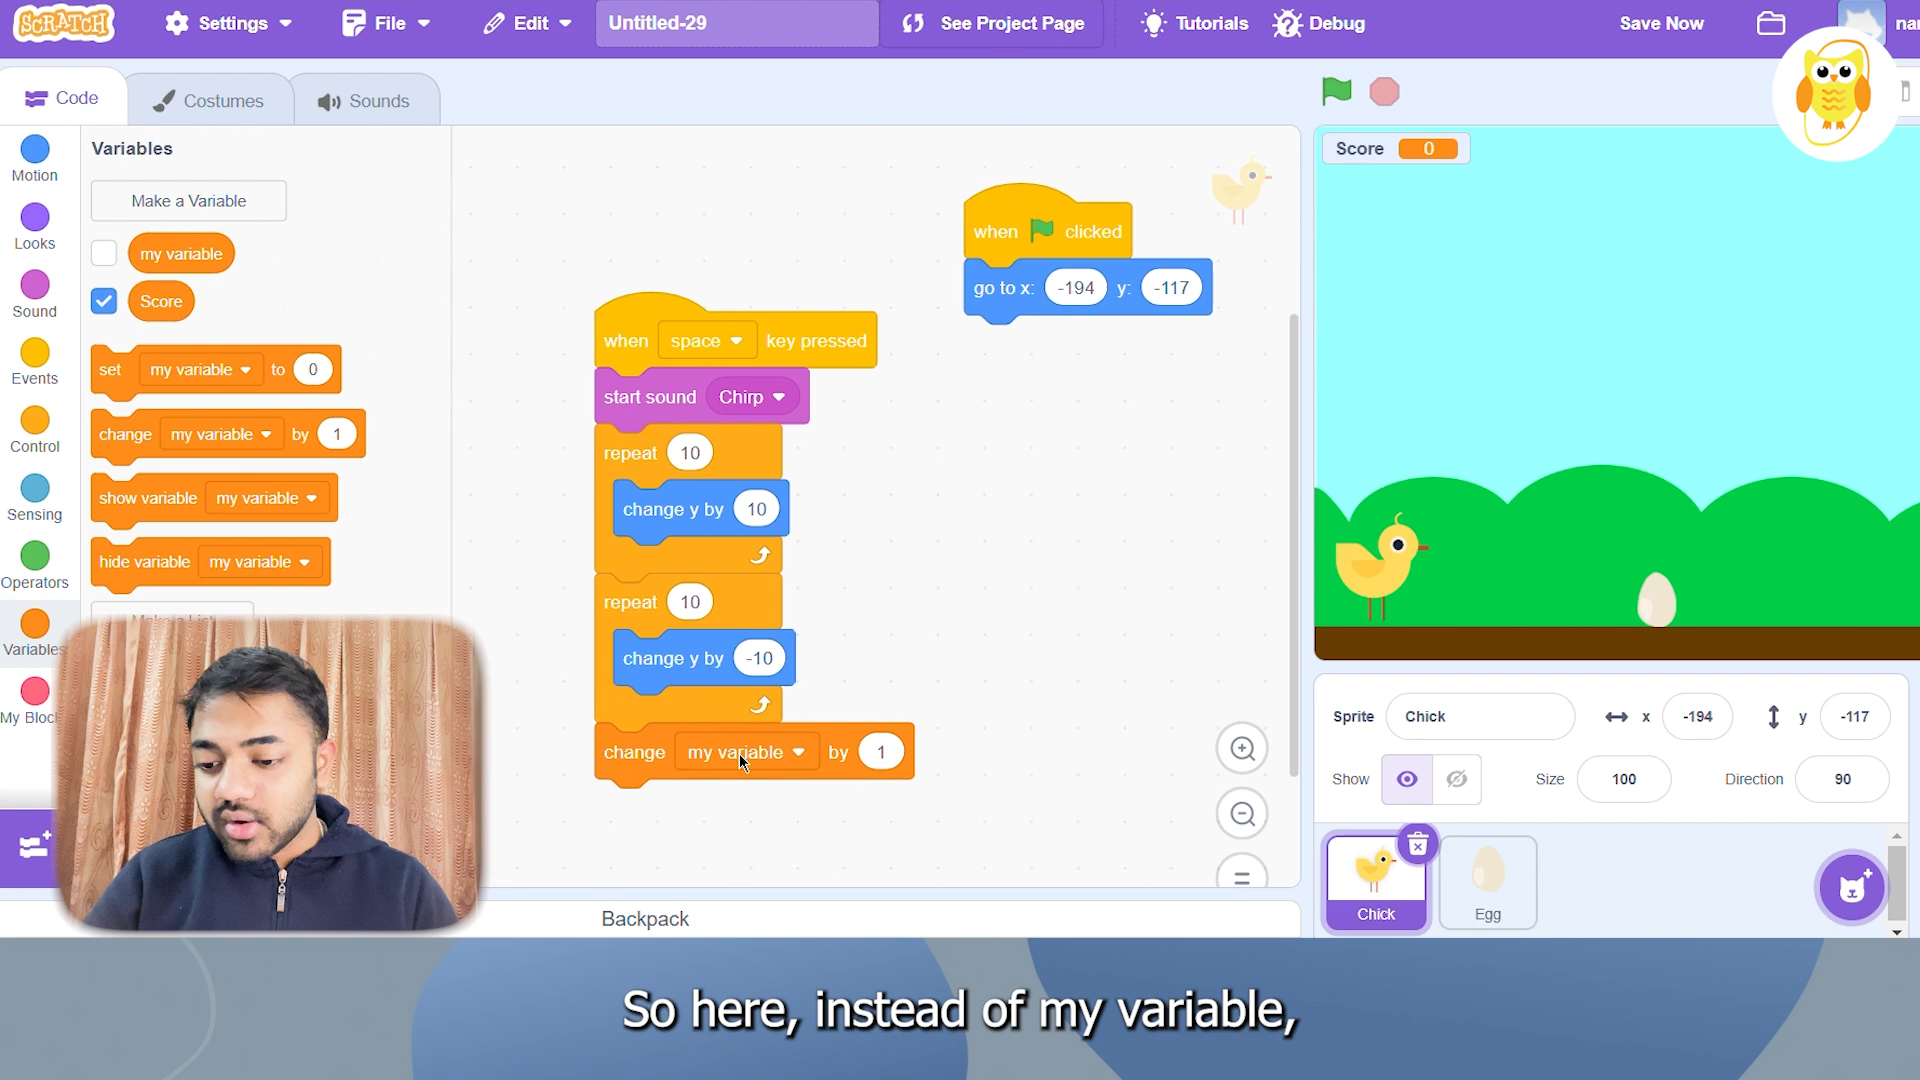 SCRATCH
Settings
File
Edit
Untitled-29
See Project Page
Tutorials
Debug
Save Now
Code
Costumes
Sounds
Motion
Looks
Sound
Events
Control
Sensing
Operators
Variables
Variables
Make a Variable
my variable
Score
set my variable to 0
change my variable by 1
show variable my variable
hide variable my variable
when clicked
go to x: -194 y: -117
when space key pressed
start sound Chirp
repeat 10
change y by 10
repeat 10
change y by -10
change my variable by 1
Backpack
Score 0
Sprite Chick x -194 y -117
Show Size 100 Direction 90
Chick
Egg
So here, instead of my variable,